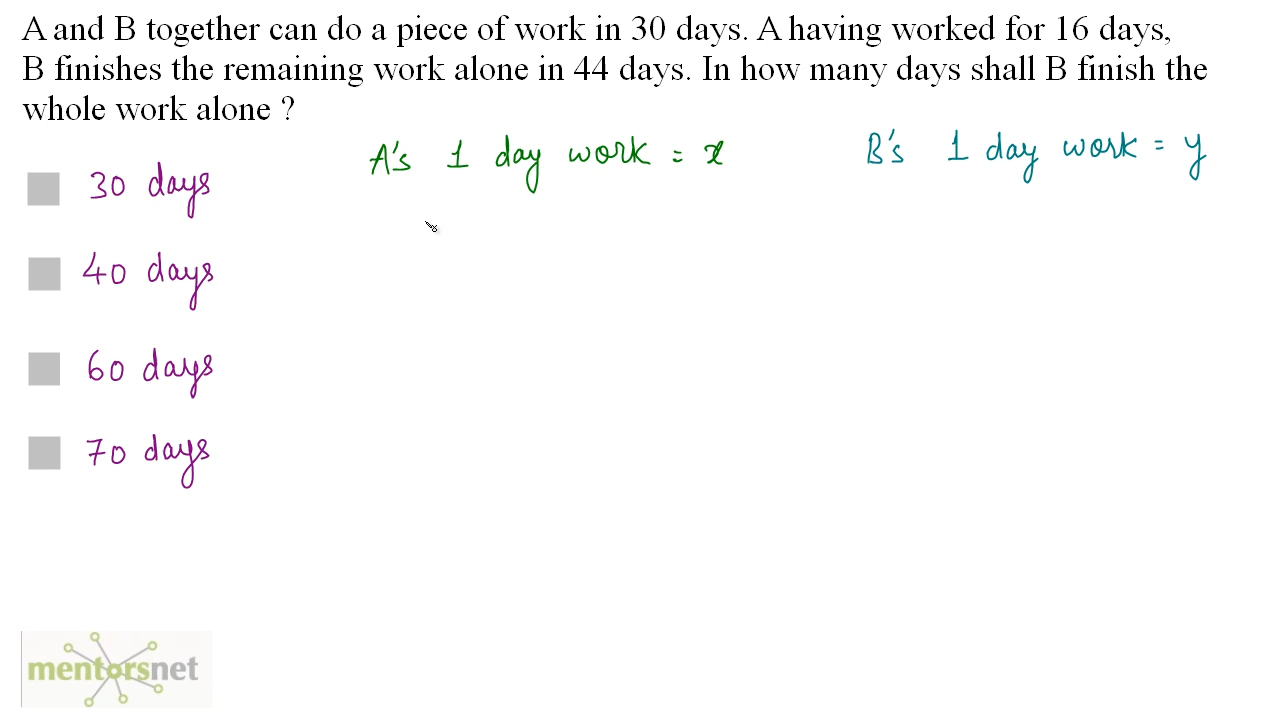 A and B together can do a piece of work in 30 days. A having worked for 16 days,
B finishes the remaining work alone in 44 days. In how many days shall B finish the
whole work alone ?
A's 1 day work = x
B's 1 day work = y
30 days
40 days
60 days
70 days
mentorsnet